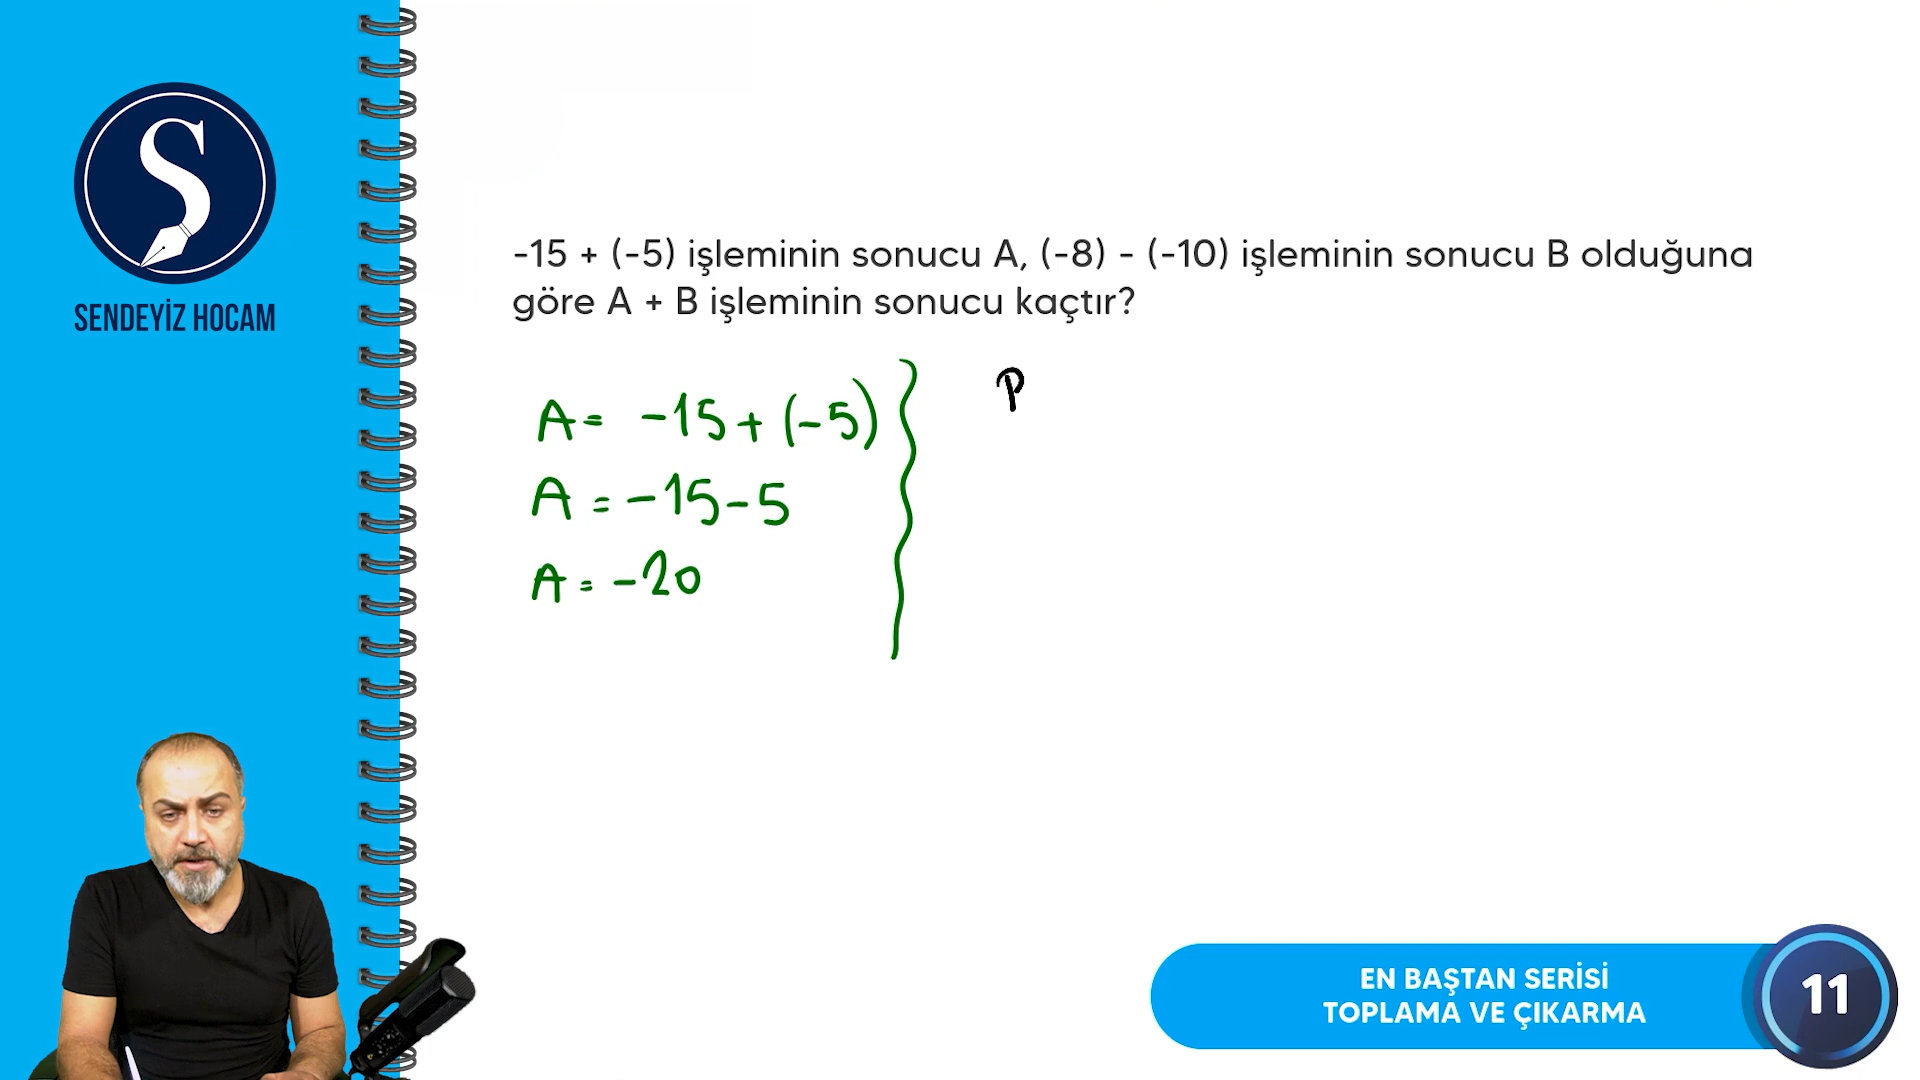 SENDEYİZ HOCAM
-15 + (-5) işleminin sonucu A, (-8) - (-10) işleminin sonucu B olduğuna
göre A + B işleminin sonucu kaçtır?
A = -15 + (-5)
A = -15 - 5
A = -20
EN BAŞTAN SERİSİ
TOPLAMA VE ÇIKARMA
11